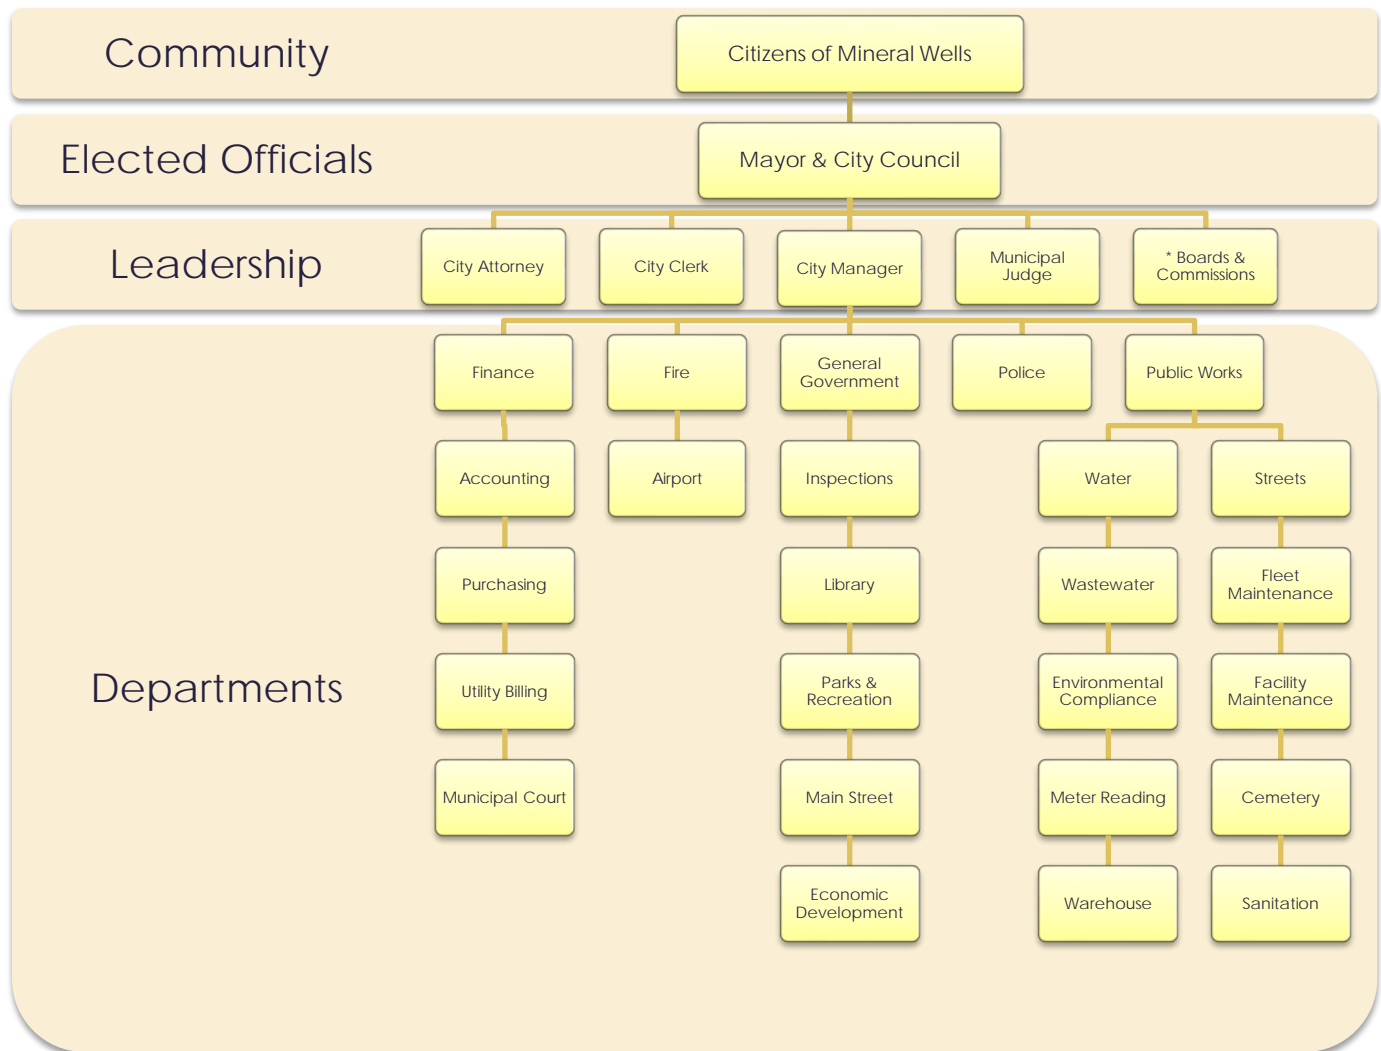 Community
Citizens of Mineral Wells
Elected Officials
Mayor & City Council
Leadership
City Attorney
City Clerk
City Manager
Municipal
Judge
* Boards &
Commissions
Departments
Finance
Fire
General
Government
Police
Public Works
Accounting
Airport
Inspections
Water
Streets
Purchasing
Library
Wastewater
Fleet
Maintenance
Utility Billing
Parks &
Recreation
Environmental
Compliance
Facility
Maintenance
Municipal Court
Main Street
Meter Reading
Cemetery
Economic
Development
Warehouse
Sanitation